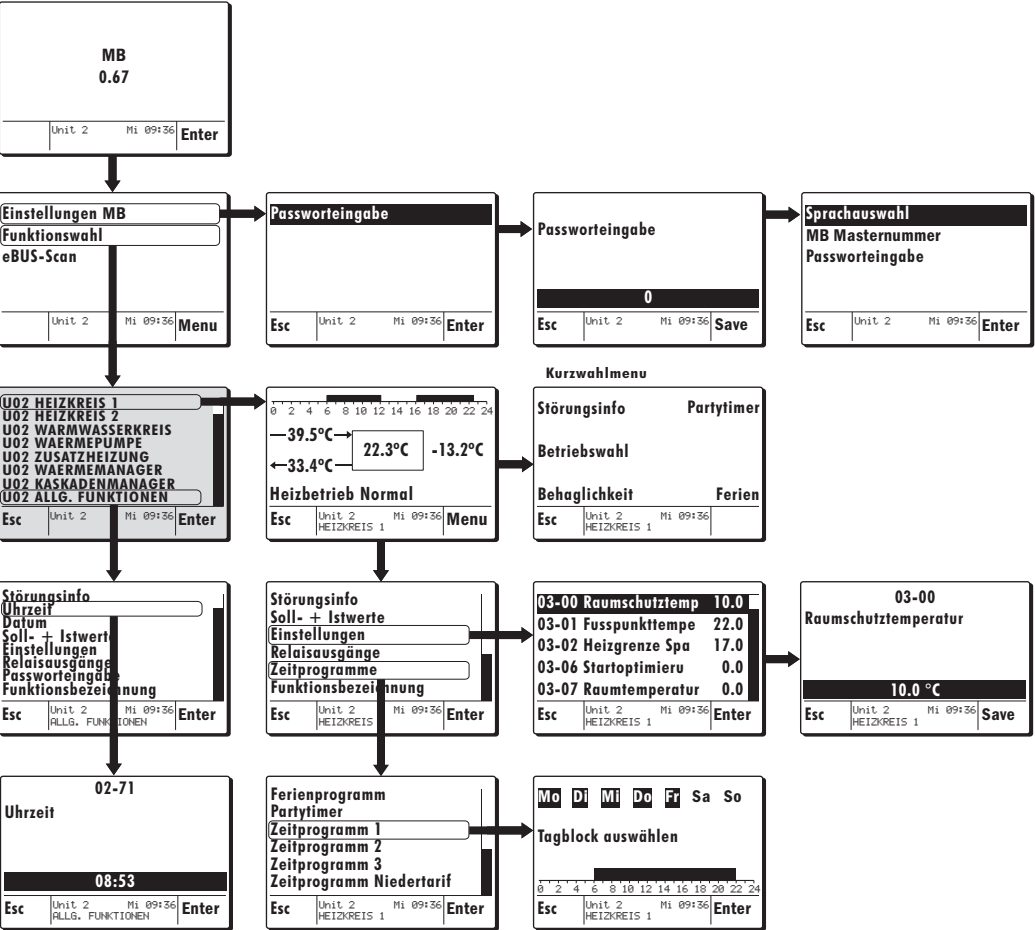 MB
0.67
Unit 2 Mi 09:36 Enter
Einstellungen MB
Funktionswahl
eBUS-Scan
Unit 2 Mi 09:36 Menu
Passworteingabe
Esc Unit 2 Mi 09:36 Enter
Passworteingabe
0
Esc Unit 2 Mi 09:36 Save
Sprachauswahl
MB Masternummer
Passworteingabe
Esc Unit 2 Mi 09:36 Enter
U02 HEIZKREIS 1
U02 HEIZKREIS 2
U02 WARMWASSERKREIS
U02 WAERMEPUMPE
U02 ZUSATZHEIZUNG
U02 WAERMEMANAGER
U02 KASKADENMANAGER
U02 ALLG. FUNKTIONEN
Esc Unit 2 Mi 09:36 Enter
0 2 4 6 8 10 12 14 16 18 20 22 24
39.5°C
22.3°C -13.2°C
33.4°C
Heizbetrieb Normal
Esc Unit 2 Mi 09:36 Menu
HEIZKREIS 1
Kurzwahlmenu
Störungsinfo Partytimer
Betriebswahl
Behaglichkeit Ferien
Esc Unit 2 Mi 09:36
HEIZKREIS 1
Störungsinfo
Uhrzeit
Datum
Soll- + Istwerte
Einstellungen
Relaisausgänge
Passworteingabe
Funktionsbezeichnung
Esc Unit 2 Mi 09:36 Enter
ALLG. FUNKTIONEN
Störungsinfo
Soll- + Istwerte
Einstellungen
Relaisausgänge
Zeitprogramme
Funktionsbezeichnung
Esc Unit 2 Mi 09:36 Enter
HEIZKREIS
03-00 Raumschutztemp 10.0
03-01 Fusspunkttempe 22.0
03-02 Heizgrenze Spa 17.0
03-06 Startoptimieru 0.0
03-07 Raumtemperatur 0.0
Esc Unit 2 Mi 09:36 Enter
HEIZKREIS 1
03-00
Raumschutztemperatur
10.0 °C
Esc Unit 2 Mi 09:36 Save
HEIZKREIS 1
02-71
Uhrzeit
08:53
Esc Unit 2 Mi 09:36 Enter
ALLG. FUNKTIONEN
Ferienprogramm
Partytimer
Zeitprogramm 1
Zeitprogramm 2
Zeitprogramm 3
Zeitprogramm Niedertarif
Esc Unit 2 Mi 09:36 Enter
HEIZKREIS 1
Mo Di Mi Do Fr Sa So
Tagblock auswählen
0 2 4 6 8 10 12 14 16 18 20 22 24
Esc Unit 2 Mi 09:36 Enter
HEIZKREIS 1